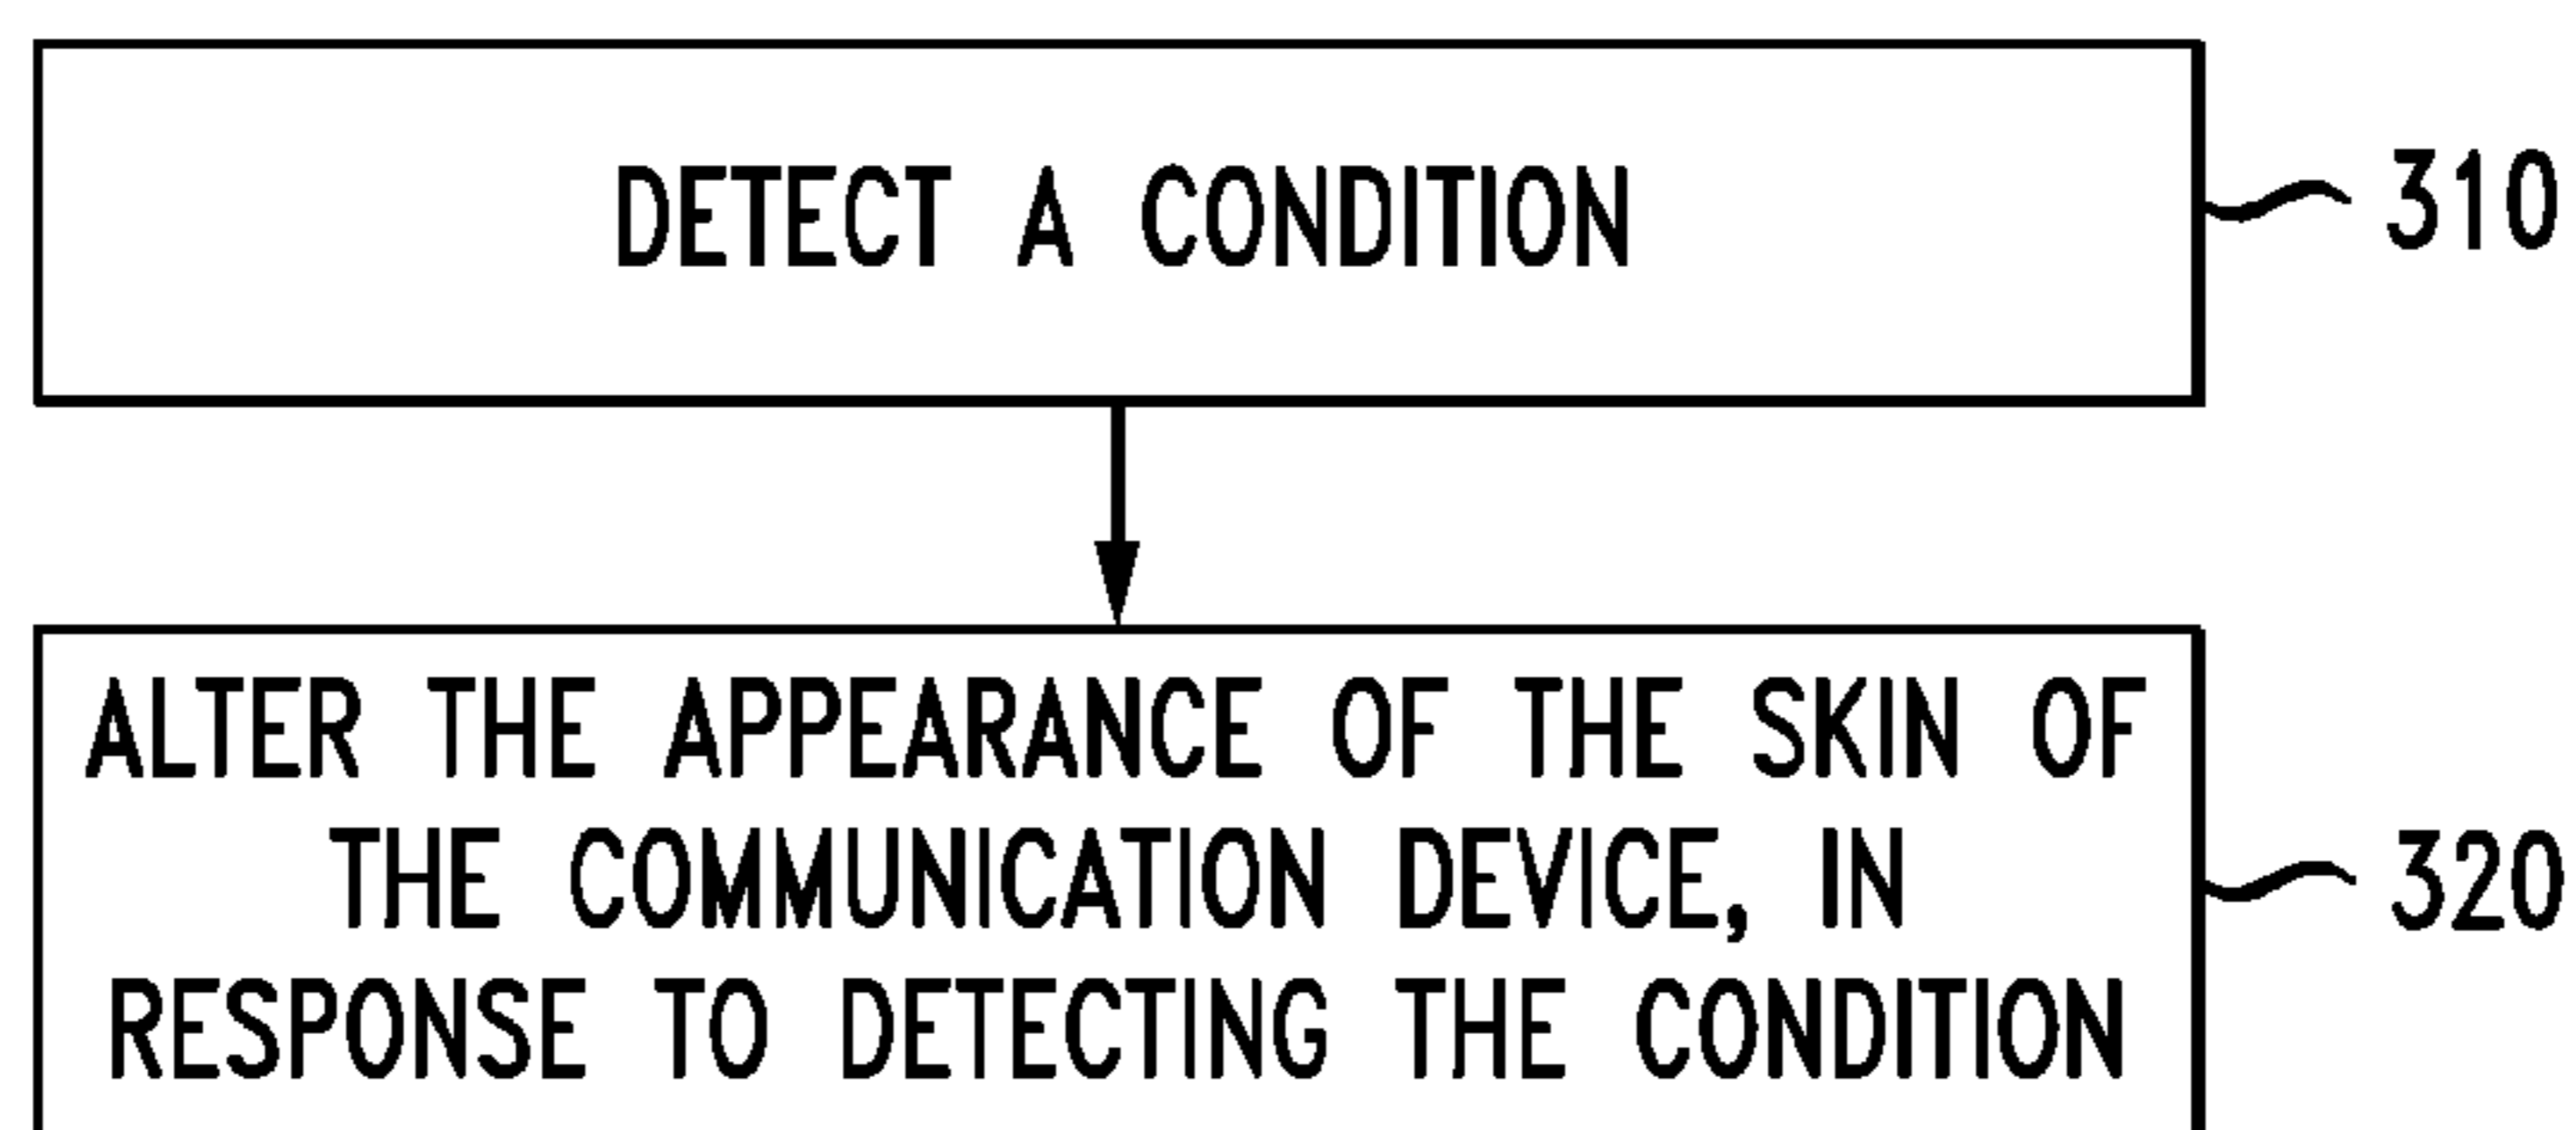 DETECT A CONDITION
310
ALTER THE APPEARANCE OF THE SKIN OF
THE COMMUNICATION DEVICE, IN
RESPONSE TO DETECTING THE CONDITION
320